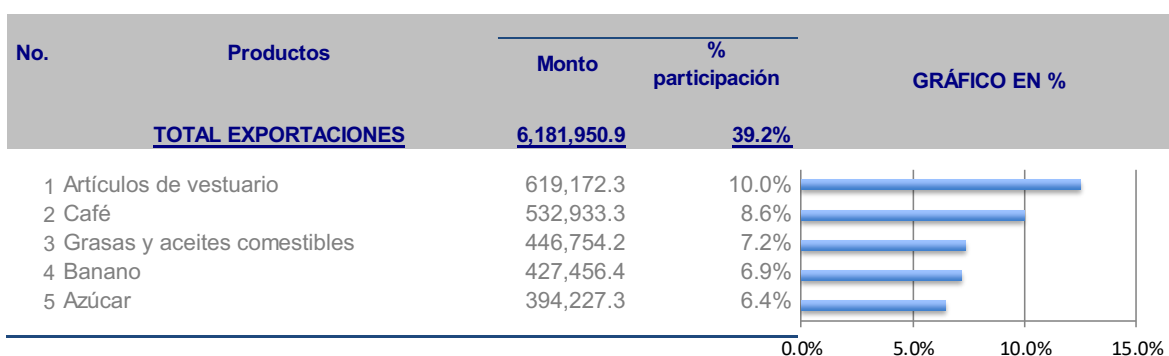 No. Productos Monto % participación GRÁFICO EN %
TOTAL EXPORTACIONES 6,181,950.9 39.2%
1 Artículos de vestuario 619,172.3 10.0%
2 Café 532,933.3 8.6%
3 Grasas y aceites comestibles 446,754.2 7.2%
4 Banano 427,456.4 6.9%
5 Azúcar 394,227.3 6.4%
0.0% 5.0% 10.0% 15.0%